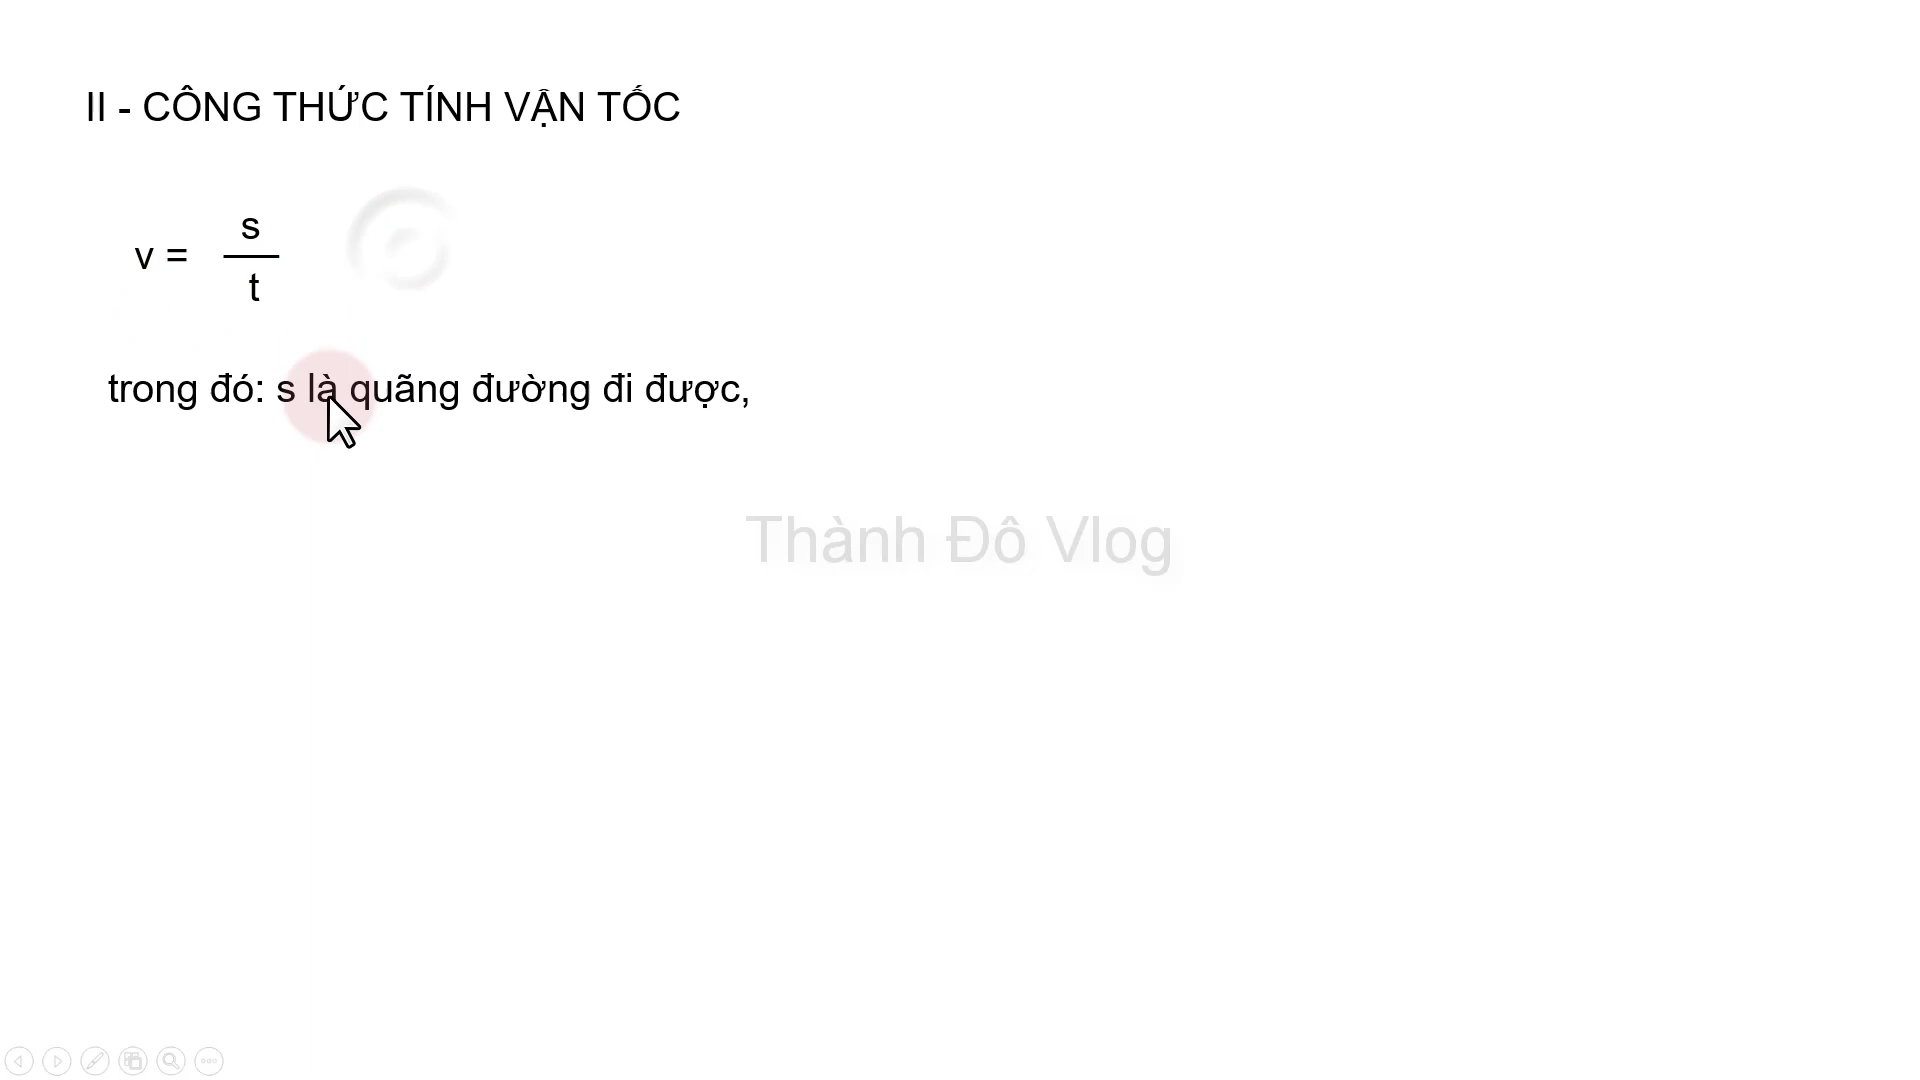 II - CÔNG THỨC TÍNH VẬN TỐC
s
v =
t
trong đó: s là quãng đường đi được,
Thành Đô Vlog